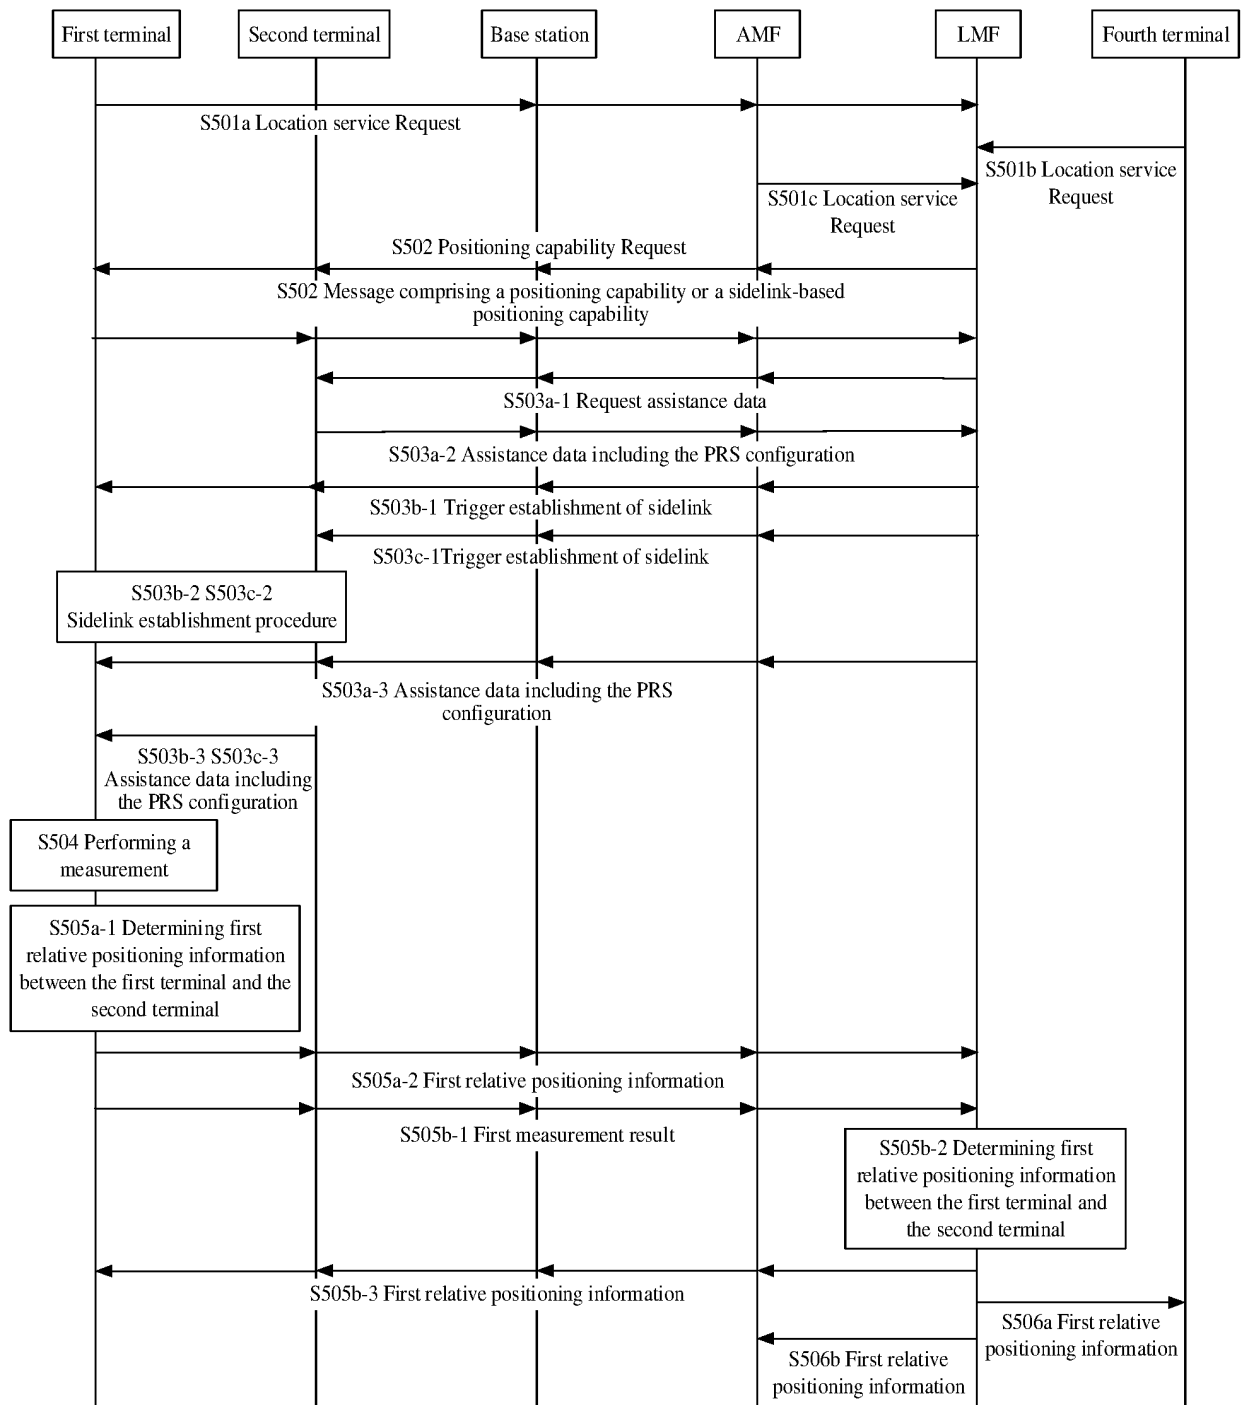 First terminal
Second terminal
Base station
AMF
LMF
Fourth terminal
S501a Location service Request
S501b Location service
Request
S501c Location service
Request
S502 Positioning capability Request
S502 Message comprising a positioning capability or a sidelink-based
positioning capability
S503a-1 Request assistance data
S503a-2 Assistance data including the PRS configuration
S503b-1 Trigger establishment of sidelink
S503c-1Trigger establishment of sidelink
S503b-2 S503c-2
Sidelink establishment procedure
S503a-3 Assistance data including the PRS
configuration
S503b-3 S503c-3
Assistance data including
the PRS configuration
S504 Performing a
measurement
S505a-1 Determining first
relative positioning information
between the first terminal and the
second terminal
S505a-2 First relative positioning information
S505b-1 First measurement result
S505b-2 Determining first
relative positioning information
between the first terminal and
the second terminal
S505b-3 First relative positioning information
S506a First relative
positioning information
S506b First relative
positioning information